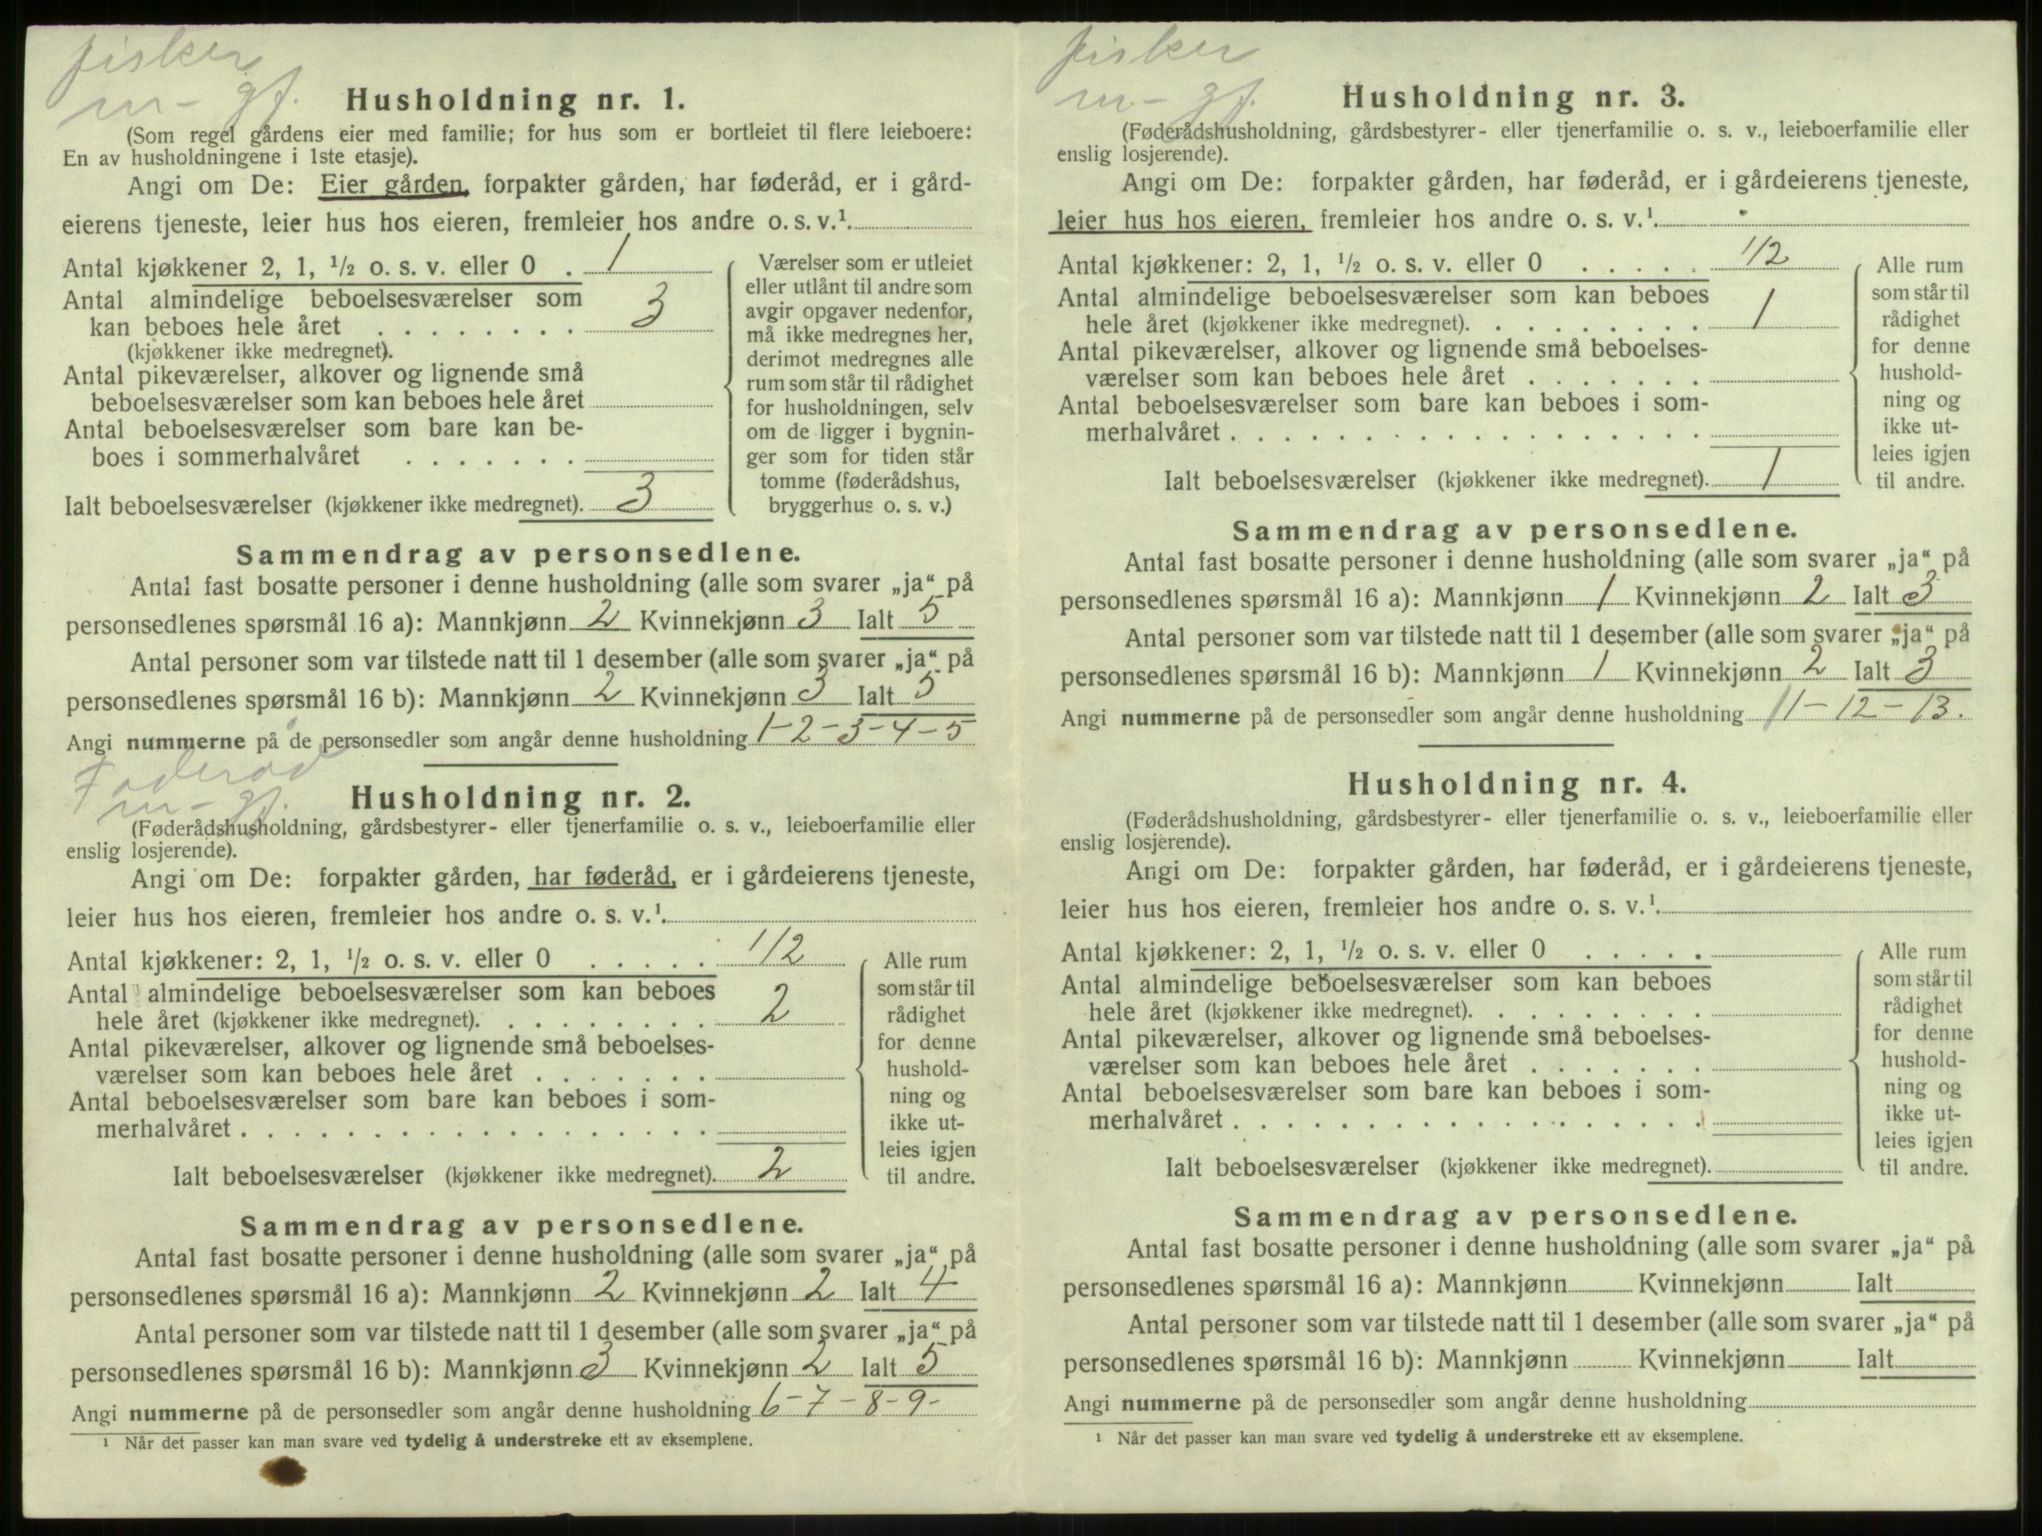 fisker
m- gf.
Husholdning nr. 1.
(Som regel gårdens eier med familie; for hus som er bortleiet til flere leieboere:
En av husholdningene i 1ste etasje).
Angi om De: Eier gården, forpakter gården, har føderåd, er i gård-
eierens tjeneste, leier hus hos eieren, fremleier hos andre o. s. v.¹.
Antal kjøkkener 2, 1, ½ o. s. v. eller 0 . 1
Antal almindelige beboelsesværelser som
kan beboes hele året . . . . . . . . 3
(kjøkkener ikke medregnet).
Antal pikeværelser, alkover og lignende små
beboelsesværelser som kan beboes hele året
Antal beboelsesværelser som bare kan be-
boes i sommerhalvåret . . . . . . .
Ialt beboelsesværelser (kjøkkener ikke medregnet). 3
Værelser som er utleiet
eller utlånt til andre som
avgir opgaver nedenfor,
må ikke medregnes her,
derimot medregnes alle
rum som står til rådighet
for husholdningen, selv
om de ligger i bygnin-
ger som for tiden står
tomme (føderådshus,
bryggerhus o. s. v.)
Sammendrag av personsedlene.
Antal fast bosatte personer i denne husholdning (alle som svarer „ja“ på
personsedlenes spørsmål 16 a): Mannkjønn 2 Kvinnekjønn 3 Ialt 5
Antal personer som var tilstede natt til 1 desember (alle som svarer „ja“ på
personsedlenes spørsmål 16 b): Mannkjønn 2 Kvinnekjønn 3 Ialt 5
Angi nummerne på de personsedler som angår denne husholdning 1-2-3-4-5
Føderåd
m- gf.
Husholdning nr. 2.
(Føderådshusholdning, gårdsbestyrer- eller tjenerfamilie o. s. v., leieboerfamilie eller
enslig losjerende).
Angi om De: forpakter gården, har føderåd, er i gårdeierens tjeneste,
leier hus hos eieren, fremleier hos andre o. s. v.¹.
Antal kjøkkener: 2, 1, ½ o. s. v. eller 0 . . . . . 1/2
Antal almindelige beboelsesværelser som kan beboes
hele året (kjøkkener ikke medregnet). . . . . . . . . 2
Antal pikeværelser, alkover og lignende små beboelses-
værelser som kan beboes hele året . . . . . . .
Antal beboelsesværelser som bare kan beboes i som-
merhalvåret . . . . . . . . . . . . . . . . . .
Ialt beboelsesværelser (kjøkkener ikke medregnet). 2
Alle rum
som står til
rådighet
for denne
hushold-
ning og
ikke ut-
leies igjen
til andre.
Sammendrag av personsedlene.
Antal fast bosatte personer i denne husholdning (alle som svarer „ja“ på
personsedlenes spørsmål 16 a): Mannkjønn 2 Kvinnekjønn 2 Ialt 4
Antal personer som var tilstede natt til 1 desember (alle som svarer „ja“ på
personsedlenes spørsmål 16 b): Mannkjønn 3 Kvinnekjønn 2 Ialt 5
Angi nummerne på de personsedler som angår denne husholdning 6-7-8-9-
¹ Når det passer kan man svare ved tydelig å understreke ett av eksemplene.
fisker
m- gf.
Husholdning nr. 3.
(Føderådshusholdning, gårdsbestyrer- eller tjenerfamilie o. s. v., leieboerfamilie eller
enslig losjerende).
Angi om De: forpakter gården, har føderåd, er i gårdeierens tjeneste,
leier hus hos eieren, fremleier hos andre o. s. v.¹.
Antal kjøkkener: 2, 1, ½ o. s. v. eller 0 . . . . . 1/2
Antal almindelige beboelsesværelser som kan beboes
hele året (kjøkkener ikke medregnet). . . . . . . . . 1
Antal pikeværelser, alkover og lignende små beboelses-
værelser som kan beboes hele året . . . . . . .
Antal beboelsesværelser som bare kan beboes i som-
merhalvåret . . . . . . . . . . . . . . . . . .
Ialt beboelsesværelser (kjøkkener ikke medregnet). 1
Alle rum
som står til
rådighet
for denne
hushold-
ning og
ikke ut-
leies igjen
til andre.
Sammendrag av personsedlene.
Antal fast bosatte personer i denne husholdning (alle som svarer „ja“ på
personsedlenes spørsmål 16 a): Mannkjønn 1 Kvinnekjønn 2 Ialt 3
Antal personer som var tilstede natt til 1 desember (alle som svarer „ja“ på
personsedlenes spørsmål 16 b): Mannkjønn 1 Kvinnekjønn 2 Ialt 3
Angi nummerne på de personsedler som angår denne husholdning 11-12-13.
Husholdning nr. 4.
(Føderådshusholdning, gårdsbestyrer- eller tjenerfamilie o. s. v., leieboerfamilie eller
enslig losjerende).
Angi om De: forpakter gården, har føderåd, er i gårdeierens tjeneste,
leier hus hos eieren, fremleier hos andre o. s. v.¹.
Antal kjøkkener: 2, 1, ½ o. s. v. eller 0 . . . . .
Antal almindelige beboelsesværelser som kan beboes
hele året (kjøkkener ikke medregnet). . . . . . . . .
Antal pikeværelser, alkover og lignende små beboelses-
værelser som kan beboes hele året . . . . . . .
Antal beboelsesværelser som bare kan beboes i som-
merhalvåret . . . . . . . . . . . . . . . . . .
Ialt beboelsesværelser (kjøkkener ikke medregnet).
Alle rum
som står til
rådighet
for denne
hushold-
ning og
ikke ut-
leies igjen
til andre.
Sammendrag av personsedlene.
Antal fast bosatte personer i denne husholdning (alle som svarer „ja“ på
personsedlenes spørsmål 16 a): Mannkjønn Kvinnekjønn Ialt
Antal personer som var tilstede natt til 1 desember (alle som svarer „ja“ på
personsedlenes spørsmål 16 b): Mannkjønn Kvinnekjønn Ialt
Angi nummerne på de personsedler som angår denne husholdning
¹ Når det passer kan man svare ved tydelig å understreke ett av eksemplene.